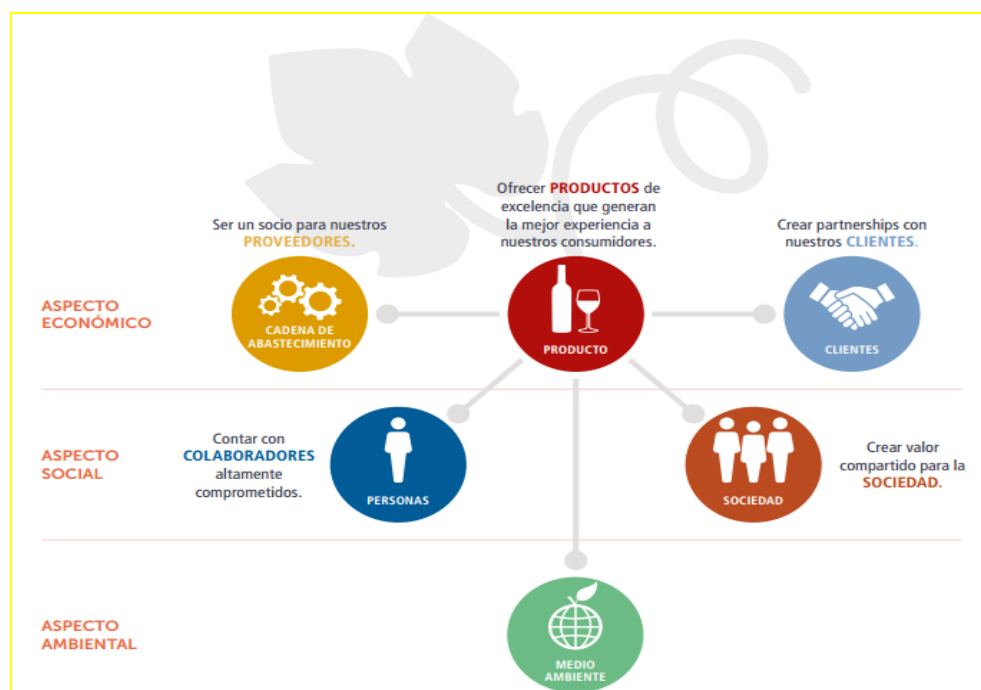 Ofrecer PRODUCTOS de
excelencia que generan
la mejor experiencia a
nuestros consumidores.
Ser un socio para nuestros
PROVEEDORES.
Crear partnerships con
nuestros CLIENTES.
ASPECTO
ECONÓMICO
CADENA DE
ABASTECIMIENTO
PRODUCTO
CLIENTES
ASPECTO
SOCIAL
Contar con
COLABORADORES
altamente
comprometidos.
PERSONAS
SOCIEDAD
Crear valor
compartido para la
SOCIEDAD.
ASPECTO
AMBIENTAL
MEDIO
AMBIENTE